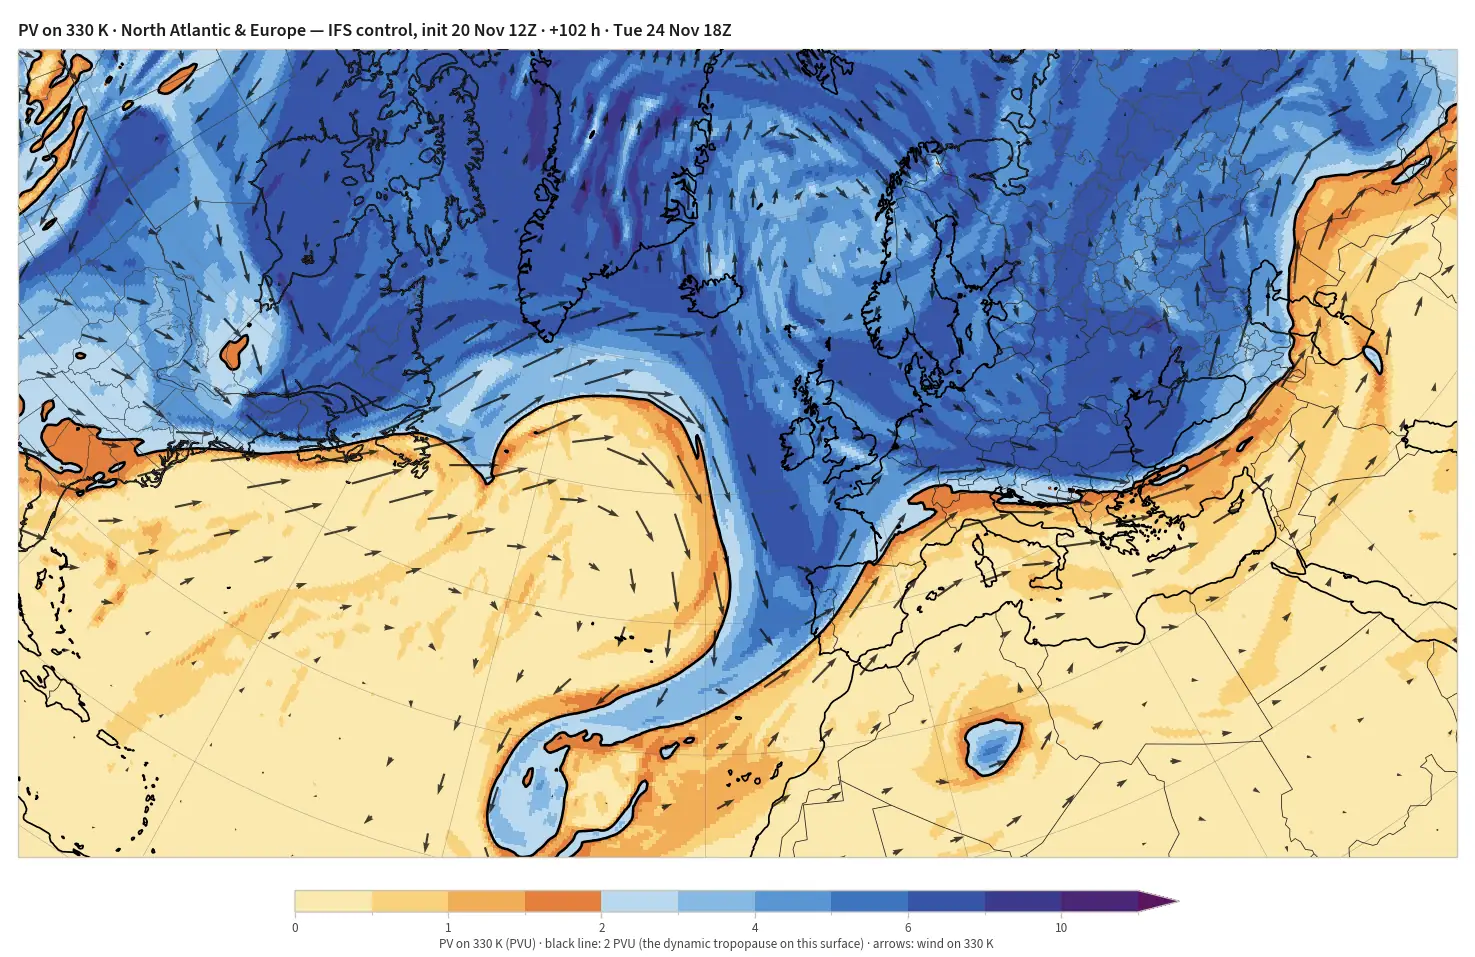 PV on 330 K · North Atlantic & Europe — IFS control, init 20 Nov 12Z · +102 h · Tue 24 Nov 18Z
0 1 2 4 6 10
PV on 330 K (PVU) · black line: 2 PVU (the dynamic tropopause on this surface) · arrows: wind on 330 K